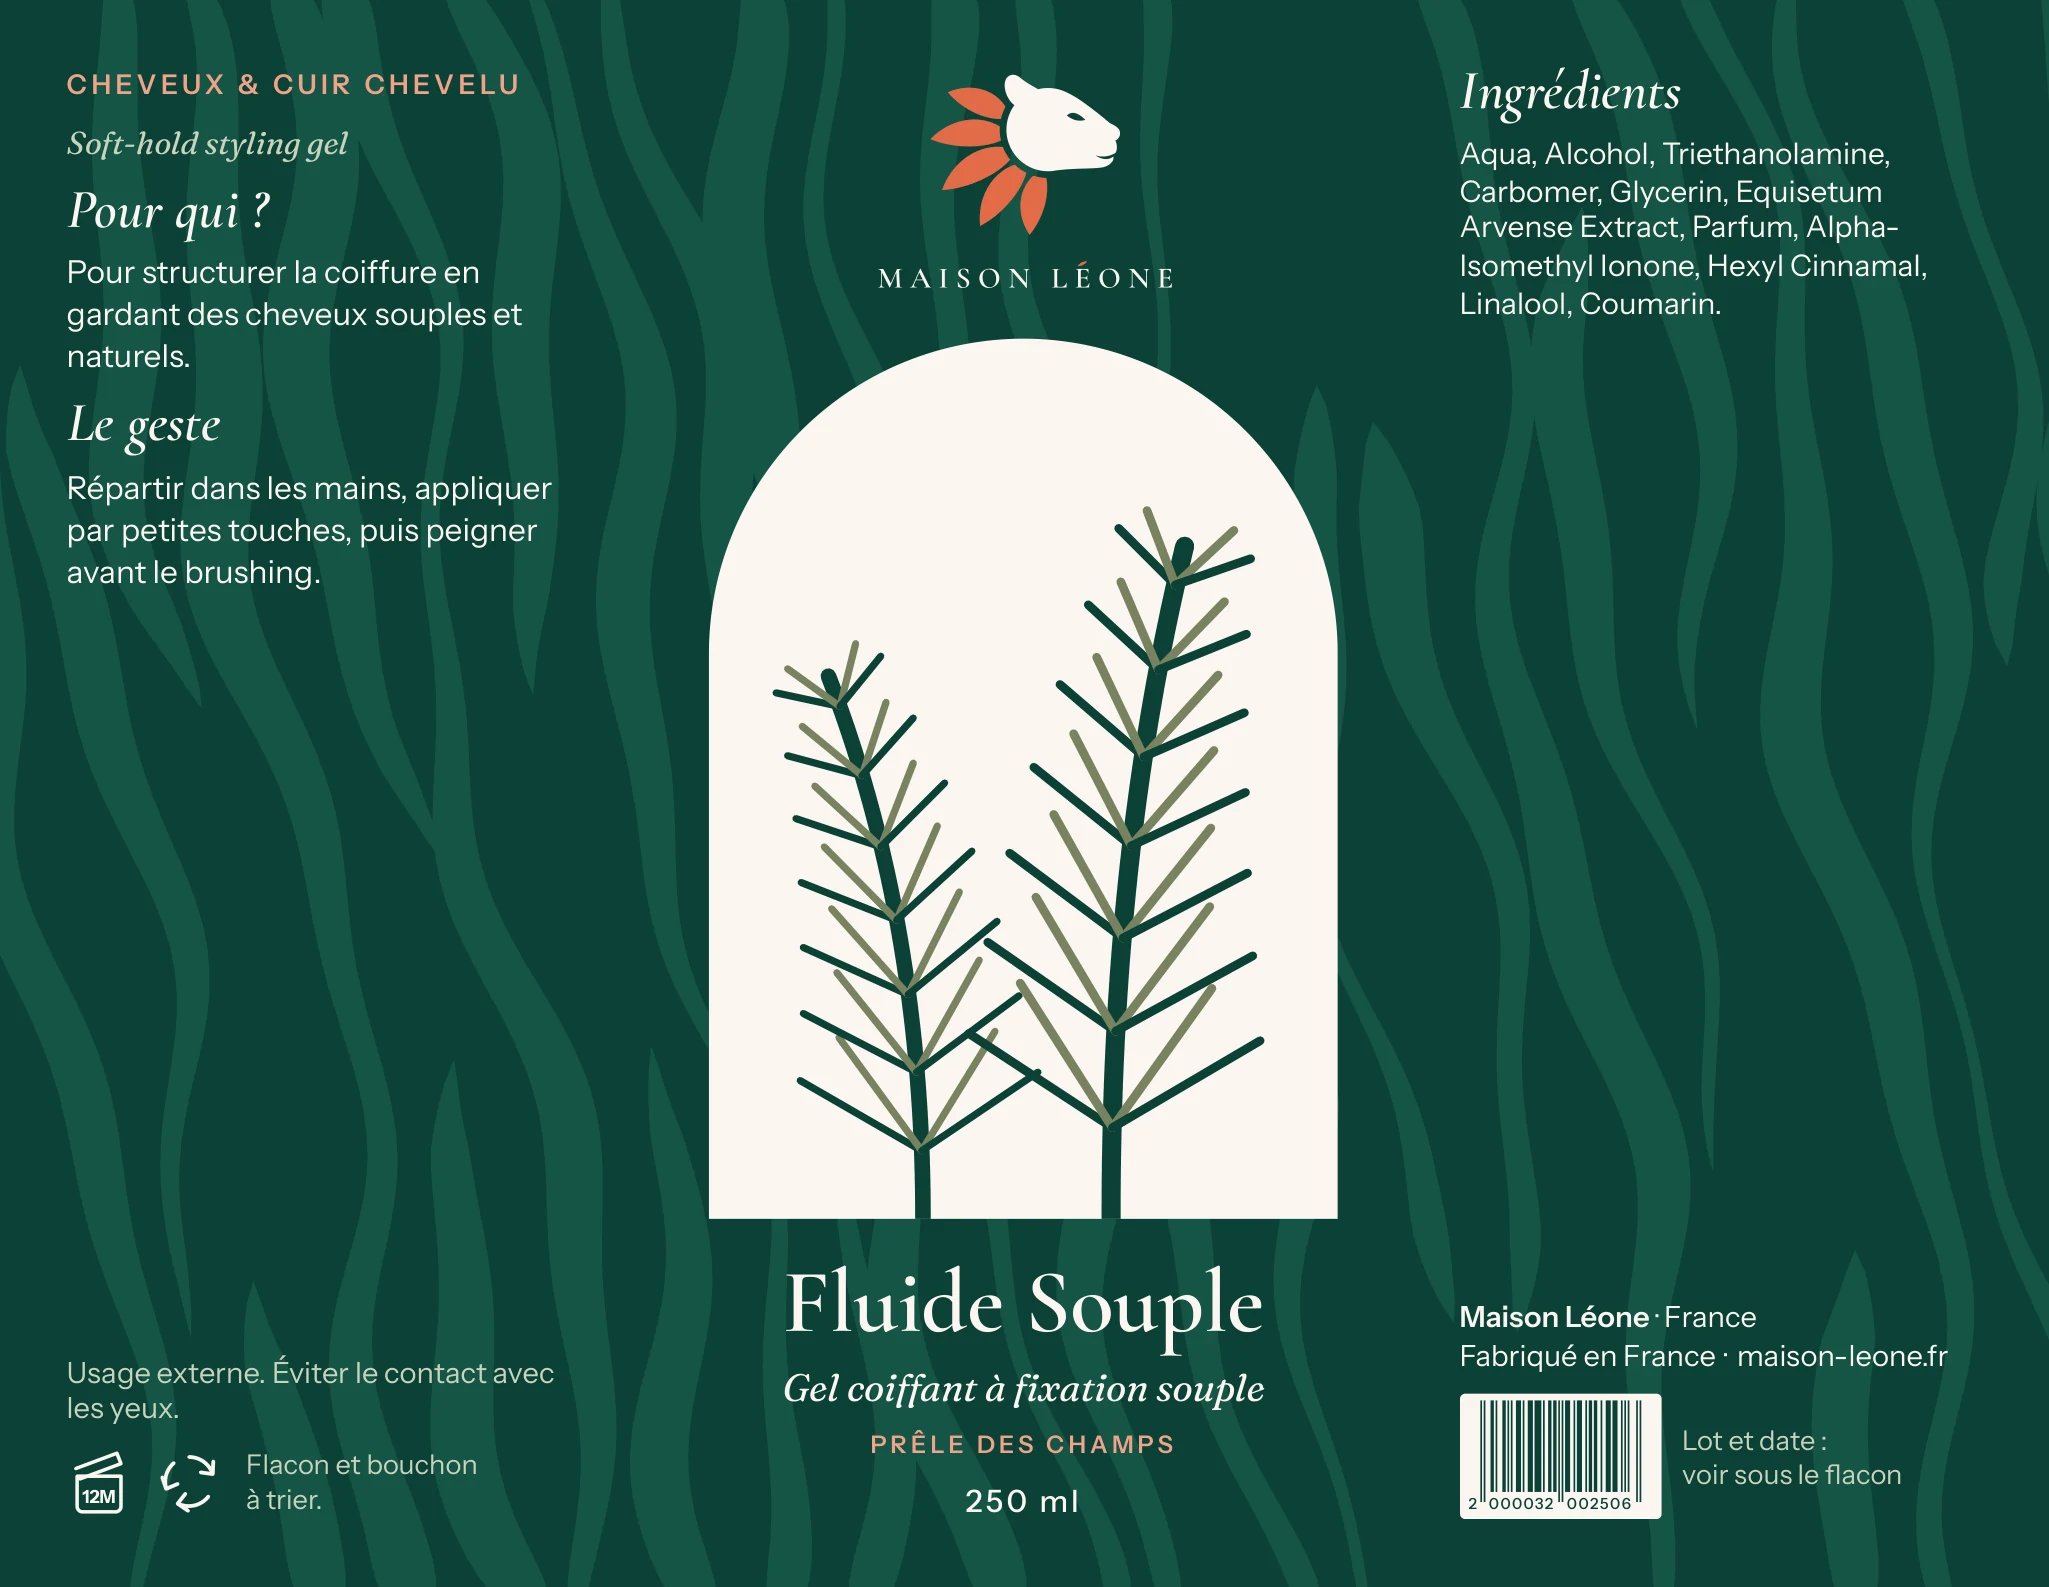 CHEVEUX & CUIR CHEVELU
Soft-hold styling gel
Pour qui ?
Pour structurer la coiffure en
gardant des cheveux souples et
naturels.
Le geste
Répartir dans les mains, appliquer
par petites touches, puis peigner
avant le brushing.
Usage externe. Éviter le contact avec
les yeux.
12M
Flacon et bouchon
à trier.
MAISON LÉONE
Fluide Souple
Gel coiffant à fixation souple
PRÊLE DES CHAMPS
250 ml
Ingrédients
Aqua, Alcohol, Triethanolamine,
Carbomer, Glycerin, Equisetum
Arvense Extract, Parfum, Alpha-
Isomethyl Ionone, Hexyl Cinnamal,
Linalool, Coumarin.
Maison Léone · France
Fabriqué en France · maison-leone.fr
2 000032 002506
Lot et date :
voir sous le flacon